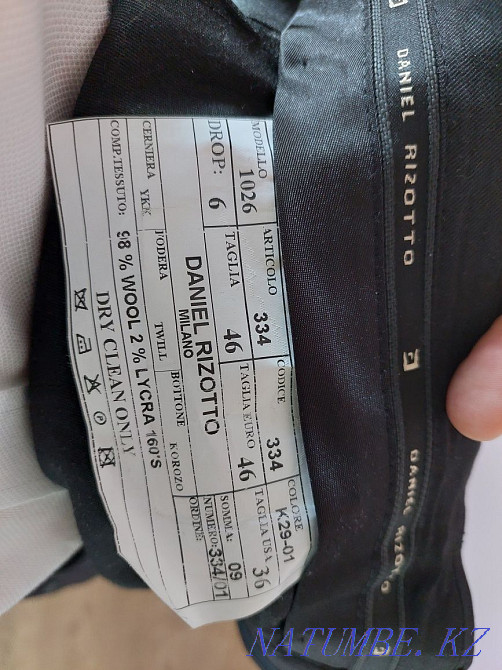 MODELLO 1026 ARTICOLO 334 CODICE 334 COLORE K29-01
DROP: 6 TAGLIA 46 TAGLIA EURO 46 TAGLIA USA 36
DANIEL RIZOTTO
MILANO
SOMMA: 09
NUMERO: 334/01
ORDINE:
CERNIERA YKK FODERA TWILL BOTTONE KOROZO
COMP.TESSUTO: 98 % WOOL 2 % LYCRA 160'S
DRY CLEAN ONLY
P
DANIEL RIZOTTO
DANIEL RIZOTTO
NATUMBE.KZ